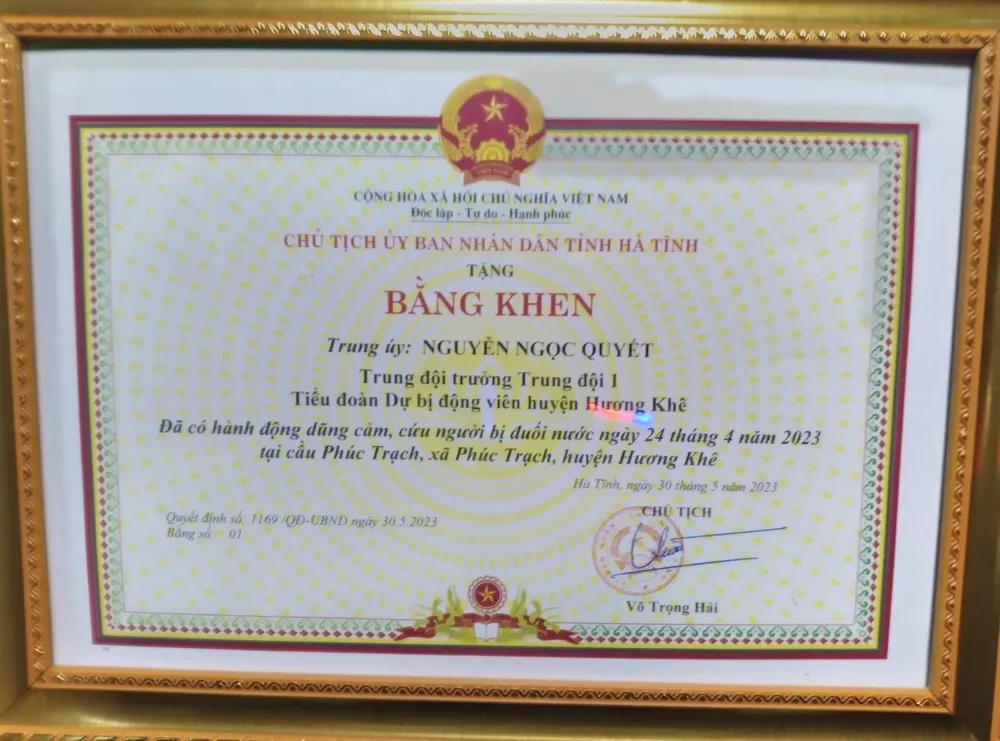 CỘNG HÒA XÃ HỘI CHỦ NGHĨA VIỆT NAM
Độc lập - Tự do - Hạnh phúc
CHỦ TỊCH ỦY BAN NHÂN DÂN TỈNH HÀ TĨNH
TẶNG
BẰNG KHEN
Trung úy: NGUYỄN NGỌC QUYẾT
Trung đội trưởng Trung đội 1
Tiểu đoàn Dự bị động viên huyện Hương Khê
Đã có hành động dũng cảm, cứu người bị đuối nước ngày 24 tháng 4 năm 2023
tại cầu Phúc Trạch, xã Phúc Trạch, huyện Hương Khê
Hà Tĩnh, ngày 30 tháng 5 năm 2023
CHỦ TỊCH
Quyết định số: 1169 /QĐ-UBND ngày 30.5.2023
Bằng số 01
Võ Trọng Hải